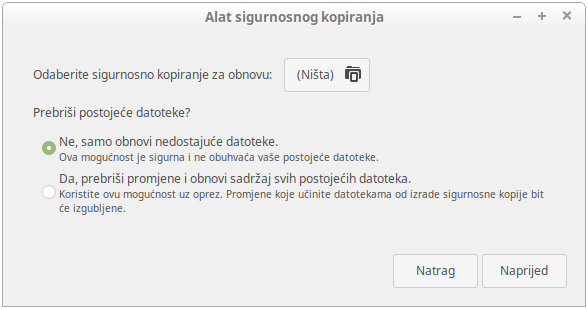 Alat sigurnosnog kopiranja
Odaberite sigurnosno kopiranje za obnovu: (Ništa)
Prebriši postojeće datoteke?
Ne, samo obnovi nedostajuće datoteke.
Ova mogućnost je sigurna i ne obuhvaća vaše postojeće datoteke.
Da, prebriši promjene i obnovi sadržaj svih postojećih datoteka.
Koristite ovu mogućnost uz oprez. Promjene koje učinite datotekama od izrade sigurnosne kopije bit
će izgubljene.
Natrag Naprijed